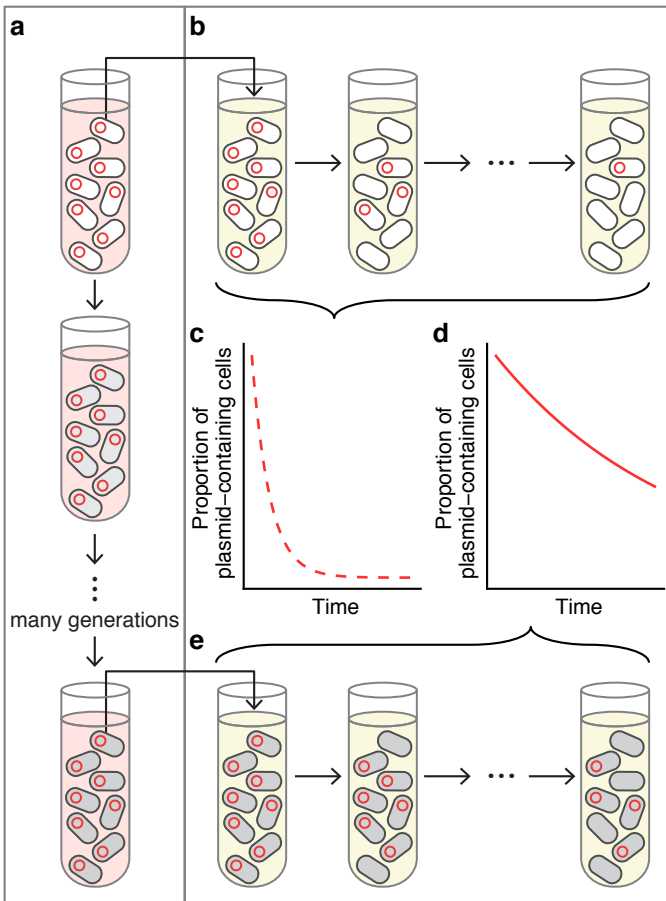 a
b
c
d
Proportion of
plasmid–containing cells
Time
Proportion of
plasmid–containing cells
Time
many generations
e